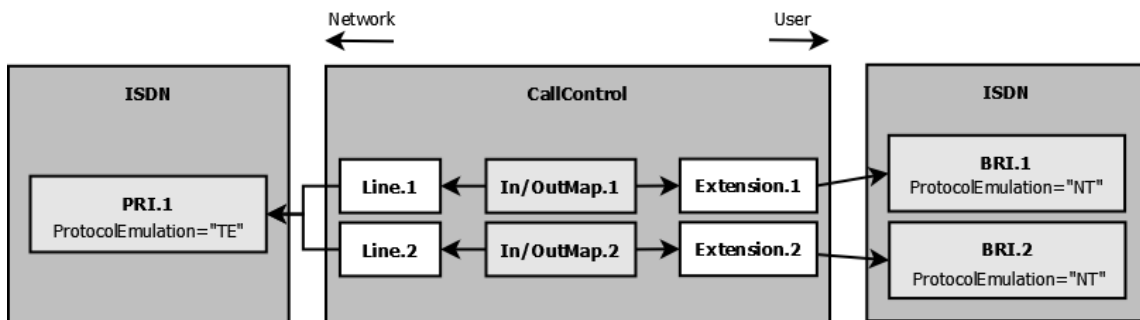 Network
User
ISDN
CallControl
ISDN
PRI.1
ProtocolEmulation="TE"
Line.1
In/OutMap.1
Extension.1
Line.2
In/OutMap.2
Extension.2
BRI.1
ProtocolEmulation="NT"
BRI.2
ProtocolEmulation="NT"